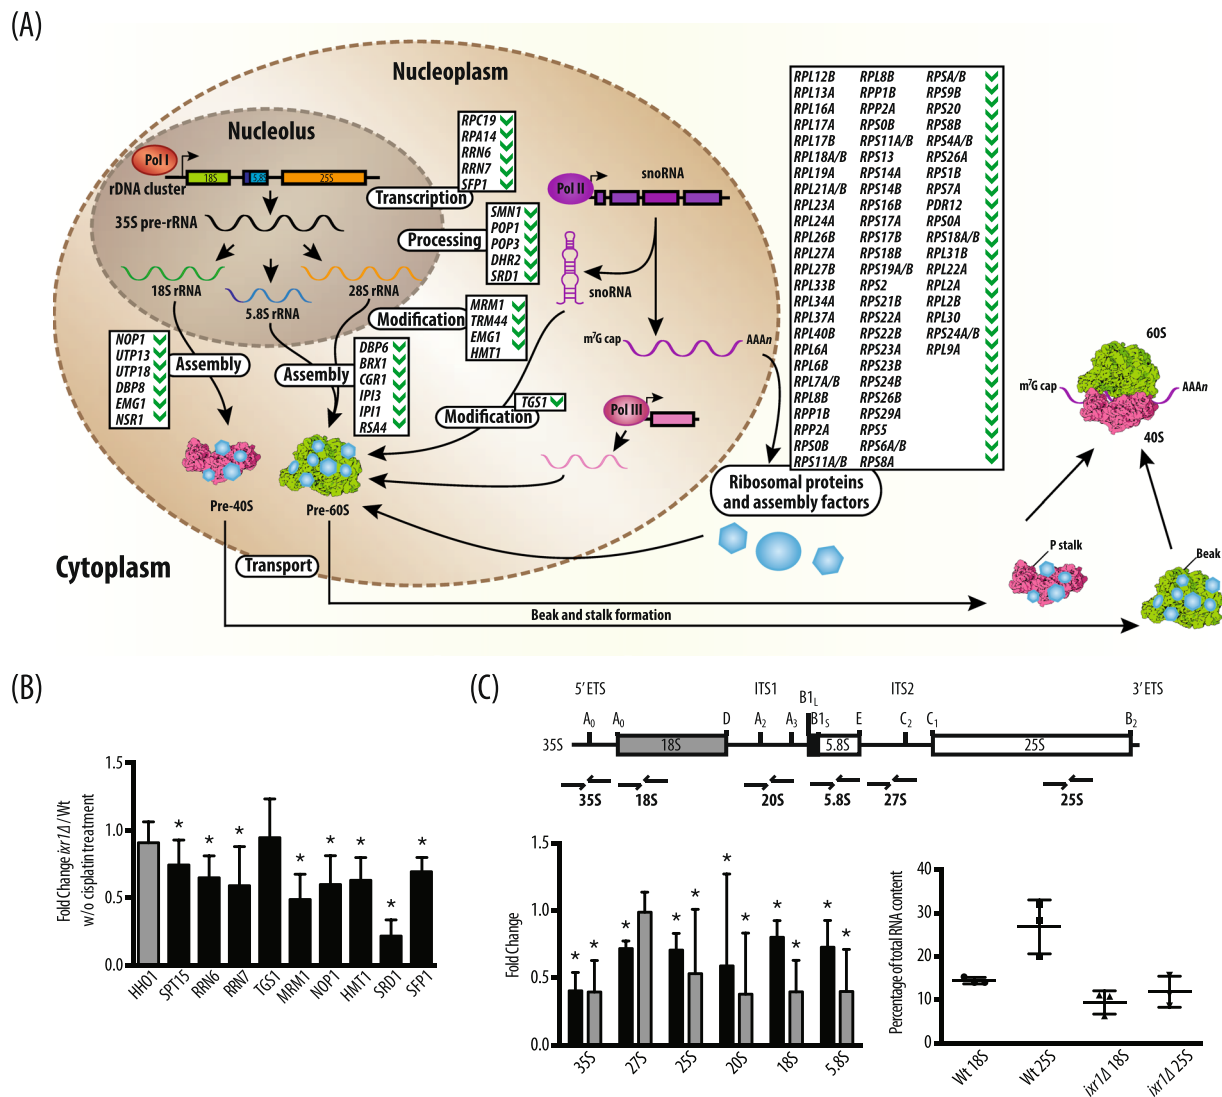 (A)
Nucleoplasm
Nucleolus
Pol I
rDNA cluster
18S
5.8S
25S
35S pre-rRNA
18S rRNA
5.8S rRNA
28S rRNA
Transcription
RPC19
RPA14
RRN6
RRN7
SFP1
Processing
SMN1
POP1
POP3
DHR2
SRD1
Modification
MRM1
TRM44
EMG1
HMT1
Assembly
NOP1
UTP13
UTP18
DBP8
EMG1
NSR1
Assembly
DBP6
BRX1
CGR1
IPI3
IPI1
RSA4
Modification
TGS1
Pol II
snoRNA
snoRNA
m7G cap
AAAn
Pol III
Pre-40S
Pre-60S
Transport
Cytoplasm
Beak and stalk formation
Ribosomal proteins
and assembly factors
RPL12B RPL8B RPSA/B
RPL13A RPP1B RPS9B
RPL16A RPP2A RPS20
RPL17A RPS0B RPS8B
RPL17B RPS11A/B RPS4A/B
RPL18A/B RPS13 RPS26A
RPL19A RPS14A RPS1B
RPL21A/B RPS14B RPS7A
RPL23A RPS16B PDR12
RPL24A RPS17A RPS0A
RPL26B RPS17B RPS18A/B
RPL27A RPS18B RPL31B
RPL27B RPS19A/B RPL22A
RPL33B RPS2 RPL2A
RPL34A RPS21B RPL2B
RPL37A RPS22A RPL30
RPL40B RPS22B RPS24A/B
RPL6A RPS23A RPL9A
RPL6B RPS23B
RPL7A/B RPS24B
RPL8B RPS26B
RPP1B RPS29A
RPP2A RPS5
RPS0B RPS6A/B
RPS11A/B RPS8A
60S
m7G cap
AAAn
40S
P stalk
Beak
(B)
Fold Change ixr1Δ / Wt
w/o cisplatin treatment
1.5
1.0
0.5
0.0
* * * * * * * *
HHO1 SPT15 RRN6 RRN7 TGS1 MRM1 NOP1 HMT1 SRD1 SFP1
(C)
5' ETS ITS1 ITS2 3' ETS
B1L
A0 A0 D A2 A3 B1S E C2 C1 B2
35S 18S 5.8S 25S
35S 18S 20S 5.8S 27S 25S
Fold Change
1.5
1.0
0.5
0.0
* * * * * * * * * * *
35S 27S 25S 20S 18S 5.8S
Percentage of total RNA content
40
30
20
10
0
Wt 18S Wt 25S ixr1Δ 18S ixr1Δ 25S